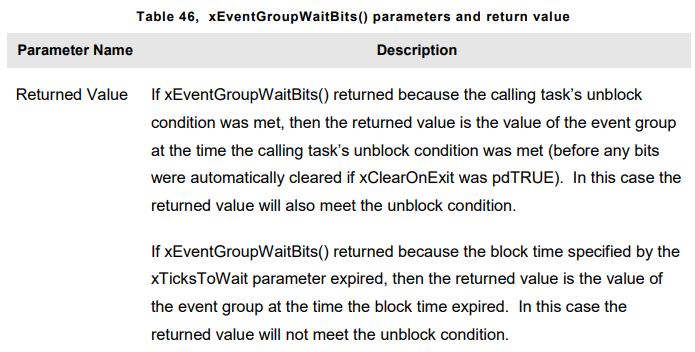 Table 46, xEventGroupWaitBits() parameters and return value
Parameter Name Description
Returned Value If xEventGroupWaitBits() returned because the calling task's unblock
condition was met, then the returned value is the value of the event group
at the time the calling task's unblock condition was met (before any bits
were automatically cleared if xClearOnExit was pdTRUE). In this case the
returned value will also meet the unblock condition.
If xEventGroupWaitBits() returned because the block time specified by the
xTicksToWait parameter expired, then the returned value is the value of
the event group at the time the block time expired. In this case the
returned value will not meet the unblock condition.